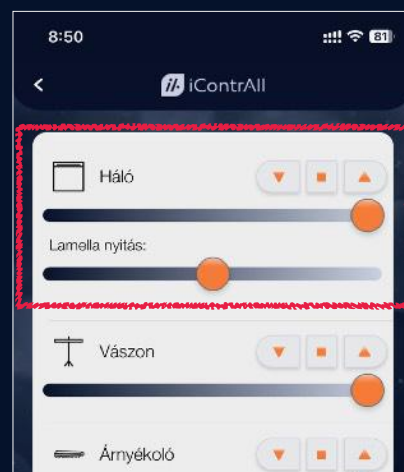 8:50
81
iContrAll
Háló
Lamella nyitás:
Vászon
Árnyékoló